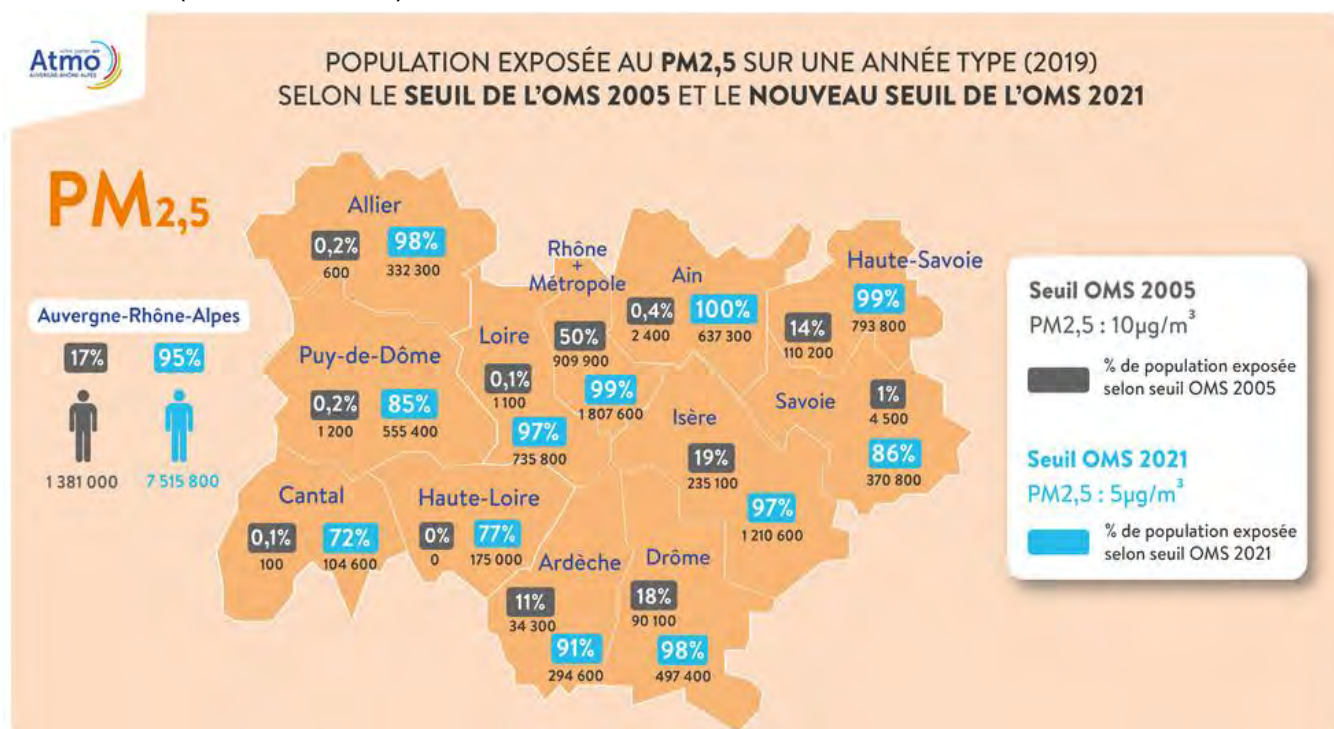 votre partenaire air
Atmo
AUVERGNE-RHÔNE-ALPES
POPULATION EXPOSÉE AU PM2,5 SUR UNE ANNÉE TYPE (2019)
SELON LE SEUIL DE L'OMS 2005 ET LE NOUVEAU SEUIL DE L'OMS 2021
PM2,5
Auvergne-Rhône-Alpes
17% 95%
1 381 000 7 515 800
Allier
0,2% 98%
600 332 300
Puy-de-Dôme
0,2% 85%
1 200 555 400
Cantal
0,1% 72%
100 104 600
Haute-Loire
0% 77%
0 175 000
Loire
0,1%
1 100
97%
735 800
Rhône
+
Métropole
50%
909 900
99%
1 807 600
Ain
0,4% 100%
2 400 637 300
Haute-Savoie
14%
110 200
99%
793 800
Savoie
1%
4 500
86%
370 800
Isère
19%
235 100
97%
1 210 600
Ardèche
11%
34 300
91%
294 600
Drôme
18%
90 100
98%
497 400
Seuil OMS 2005
PM2,5 : 10µg/m³
% de population exposée
selon seuil OMS 2005
Seuil OMS 2021
PM2,5 : 5µg/m³
% de population exposée
selon seuil OMS 2021